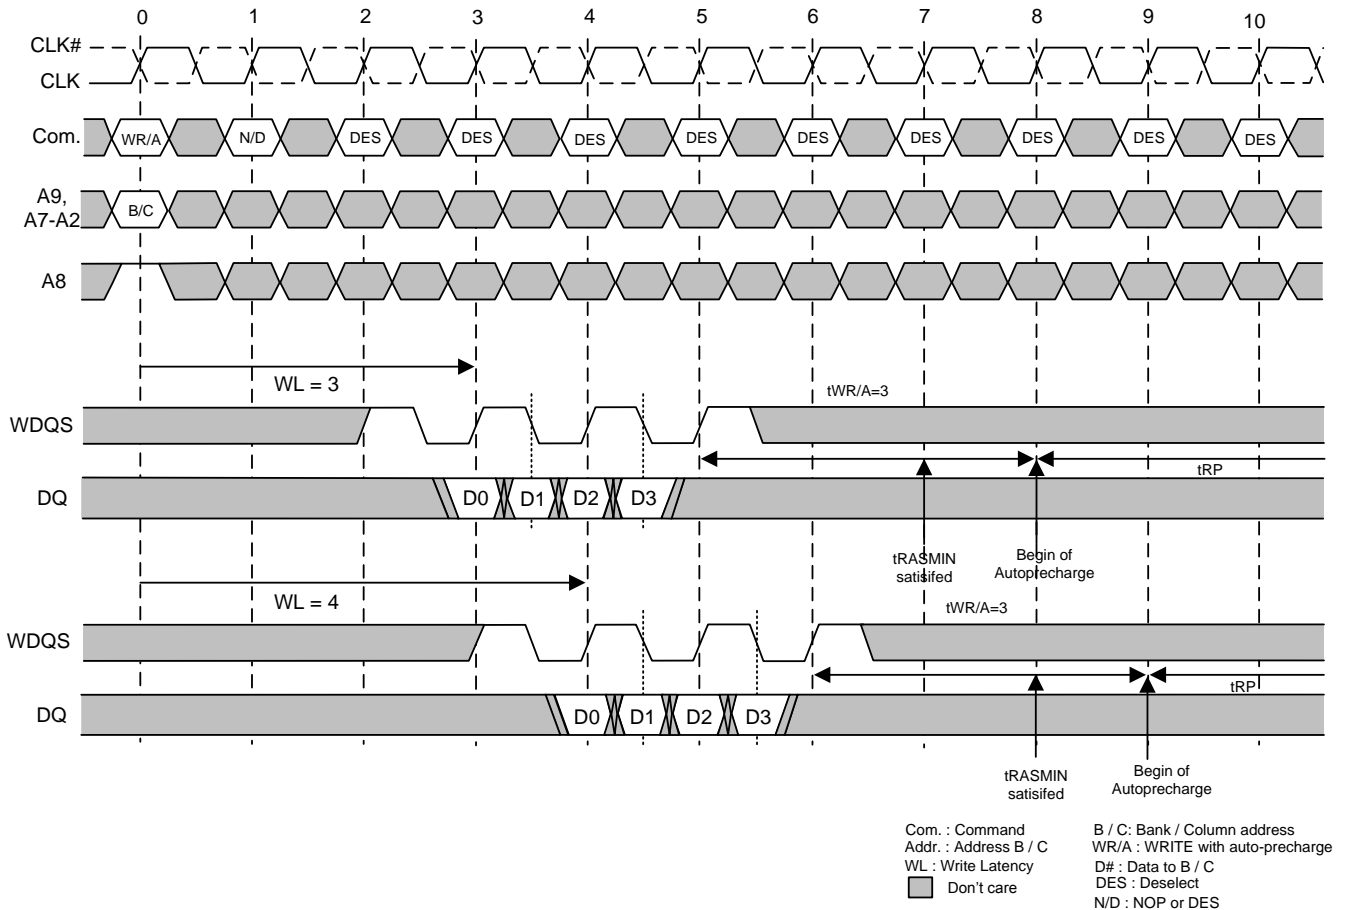 0 1 2 3 4 5 6 7 8 9 10
CLK#
CLK
Com. WR/A N/D DES DES DES DES DES DES DES DES DES
A9,
A7-A2
B/C
A8
WL = 3
tWR/A=3
WDQS
tRP
DQ D0 D1 D2 D3
tRASMIN
satisifed
Begin of
Autoprecharge
WL = 4
tWR/A=3
WDQS
tRP
DQ D0 D1 D2 D3
tRASMIN
satisifed
Begin of
Autoprecharge
Com. : Command
Addr. : Address B / C
WL : Write Latency
Don't care
B / C: Bank / Column address
WR/A : WRITE with auto-precharge
D# : Data to B / C
DES : Deselect
N/D : NOP or DES